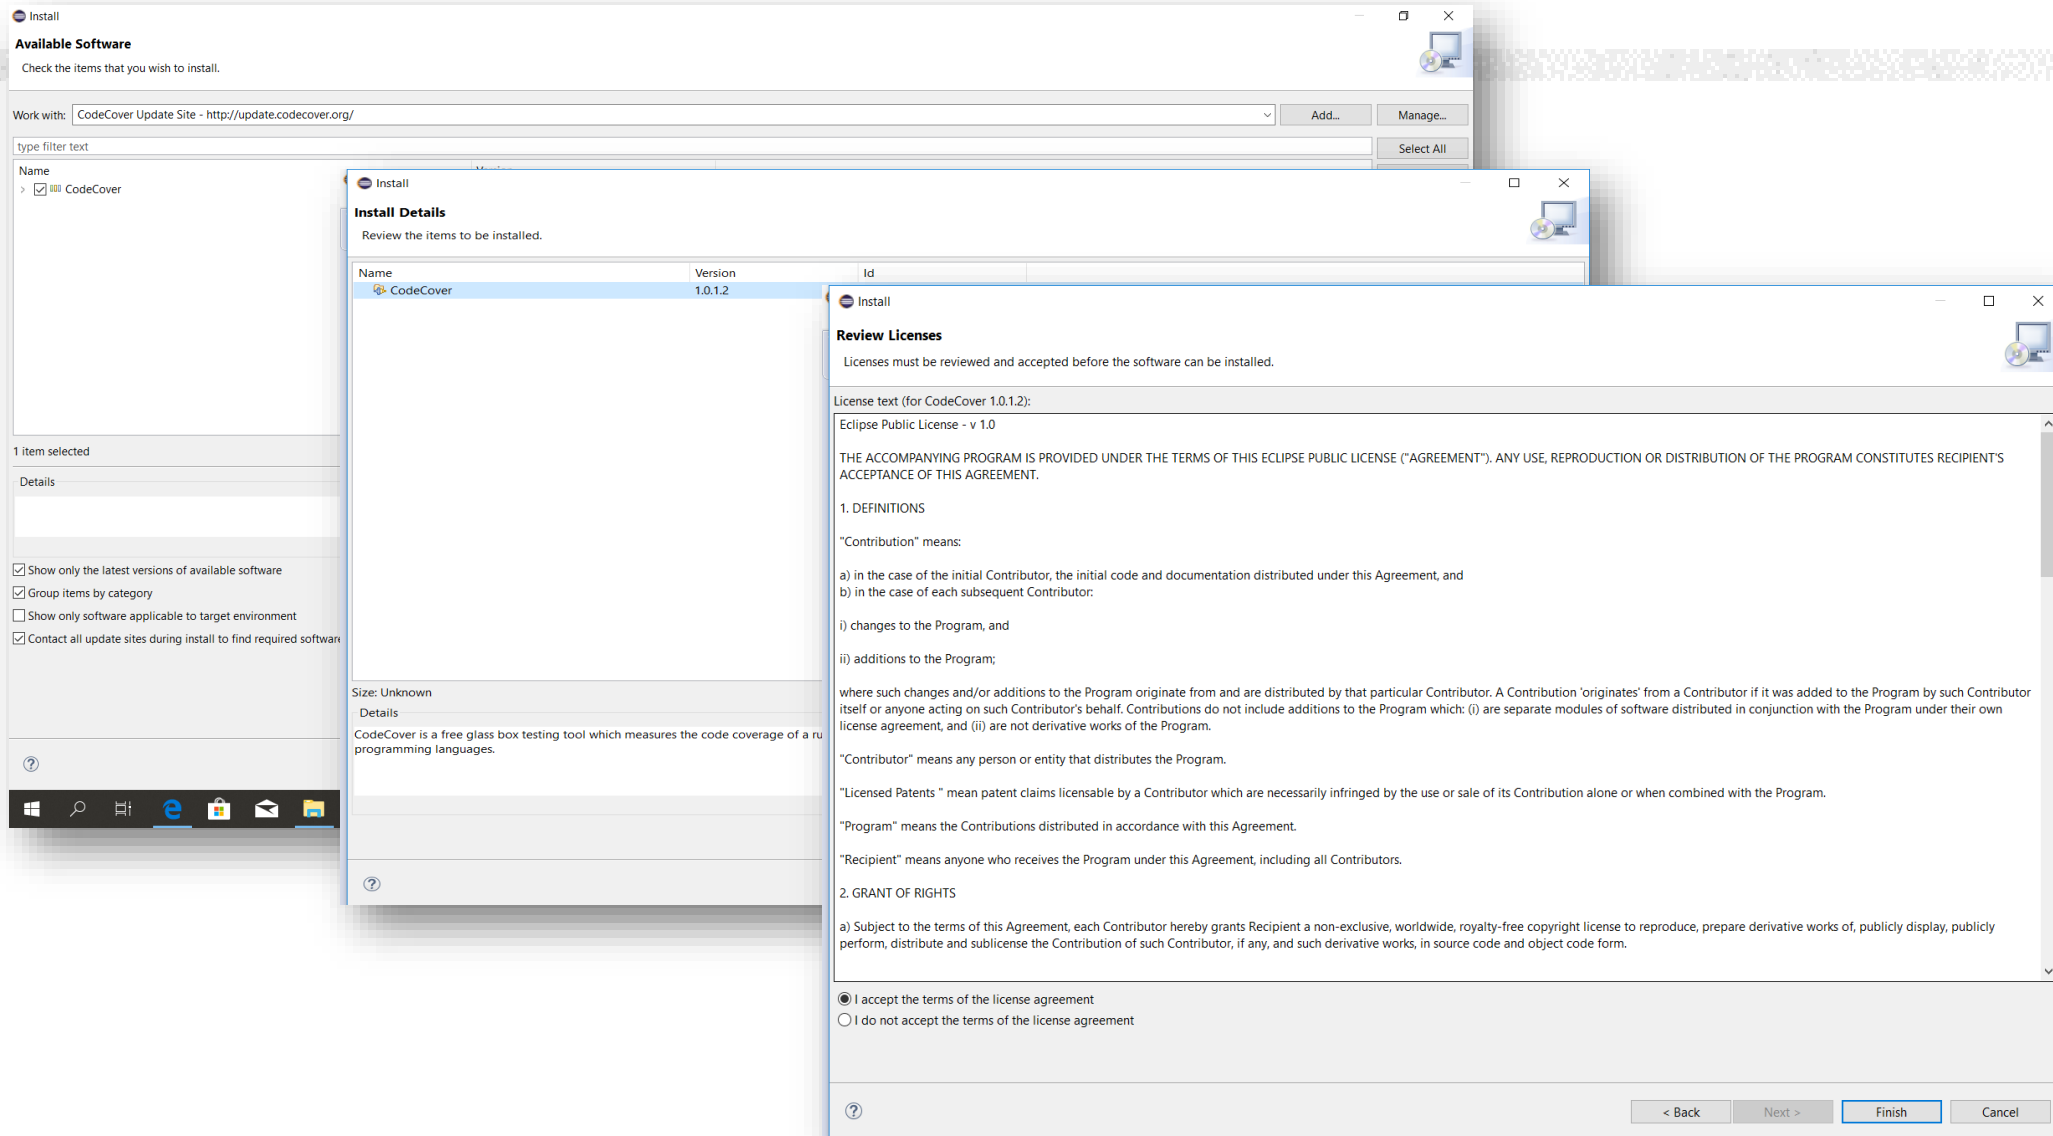 Install
Available Software
Check the items that you wish to install.
Work with: CodeCover Update Site - http://update.codecover.org/
Add...
Manage...
type filter text
Select All
Name
CodeCover
1 item selected
Details
Show only the latest versions of available software
Group items by category
Show only software applicable to target environment
Contact all update sites during install to find required software
Install
Install Details
Review the items to be installed.
Name Version Id
CodeCover 1.0.1.2
Size: Unknown
Details
CodeCover is a free glass box testing tool which measures the code coverage of a
programming languages.
Install
Review Licenses
Licenses must be reviewed and accepted before the software can be installed.
License text (for CodeCover 1.0.1.2):
Eclipse Public License - v 1.0
THE ACCOMPANYING PROGRAM IS PROVIDED UNDER THE TERMS OF THIS ECLIPSE PUBLIC LICENSE ("AGREEMENT"). ANY USE, REPRODUCTION OR DISTRIBUTION OF THE PROGRAM CONSTITUTES RECIPIENT'S
ACCEPTANCE OF THIS AGREEMENT.
1. DEFINITIONS
"Contribution" means:
a) in the case of the initial Contributor, the initial code and documentation distributed under this Agreement, and
b) in the case of each subsequent Contributor:
i) changes to the Program, and
ii) additions to the Program;
where such changes and/or additions to the Program originate from and are distributed by that particular Contributor. A Contribution 'originates' from a Contributor if it was added to the Program by such Contributor
itself or anyone acting on such Contributor's behalf. Contributions do not include additions to the Program which: (i) are separate modules of software distributed in conjunction with the Program under their own
license agreement, and (ii) are not derivative works of the Program.
"Contributor" means any person or entity that distributes the Program.
"Licensed Patents " mean patent claims licensable by a Contributor which are necessarily infringed by the use or sale of its Contribution alone or when combined with the Program.
"Program" means the Contributions distributed in accordance with this Agreement.
"Recipient" means anyone who receives the Program under this Agreement, including all Contributors.
2. GRANT OF RIGHTS
a) Subject to the terms of this Agreement, each Contributor hereby grants Recipient a non-exclusive, worldwide, royalty-free copyright license to reproduce, prepare derivative works of, publicly display, publicly
perform, distribute and sublicense the Contribution of such Contributor, if any, and such derivative works, in source code and object code form.
I accept the terms of the license agreement
I do not accept the terms of the license agreement
< Back
Next >
Finish
Cancel